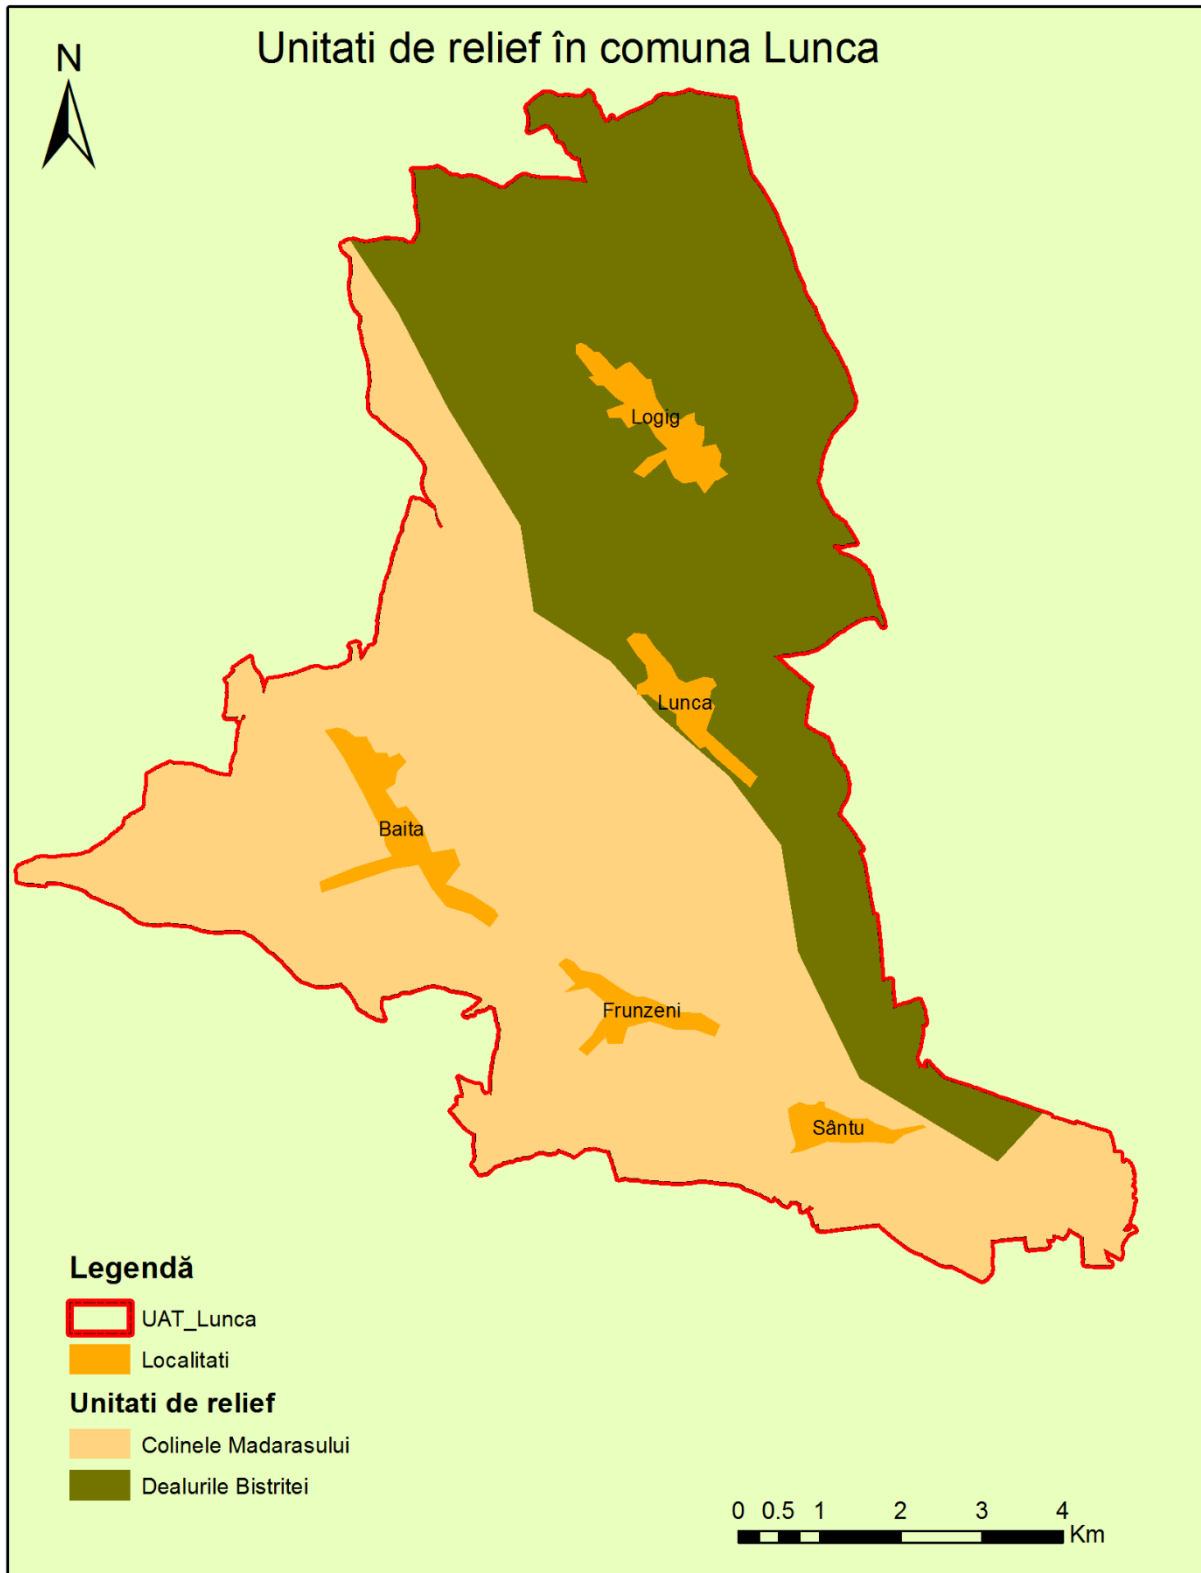 Unitati de relief în comuna Lunca
N
Logig
Lunca
Baita
Frunzeni
Sântu
Legendă
UAT_Lunca
Localitati
Unitati de relief
Colinele Madarasului
Dealurile Bistritei
0 0.5 1 2 3 4
Km